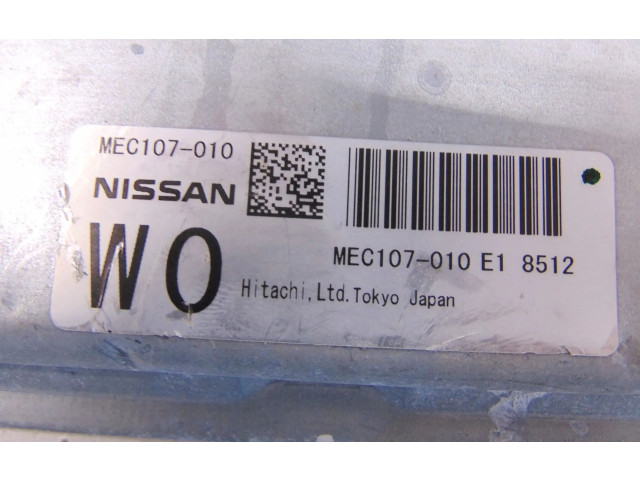 MEC107-010
NISSAN
WO
MEC107-010 E1 8512
Hitachi,Ltd.Tokyo Japan